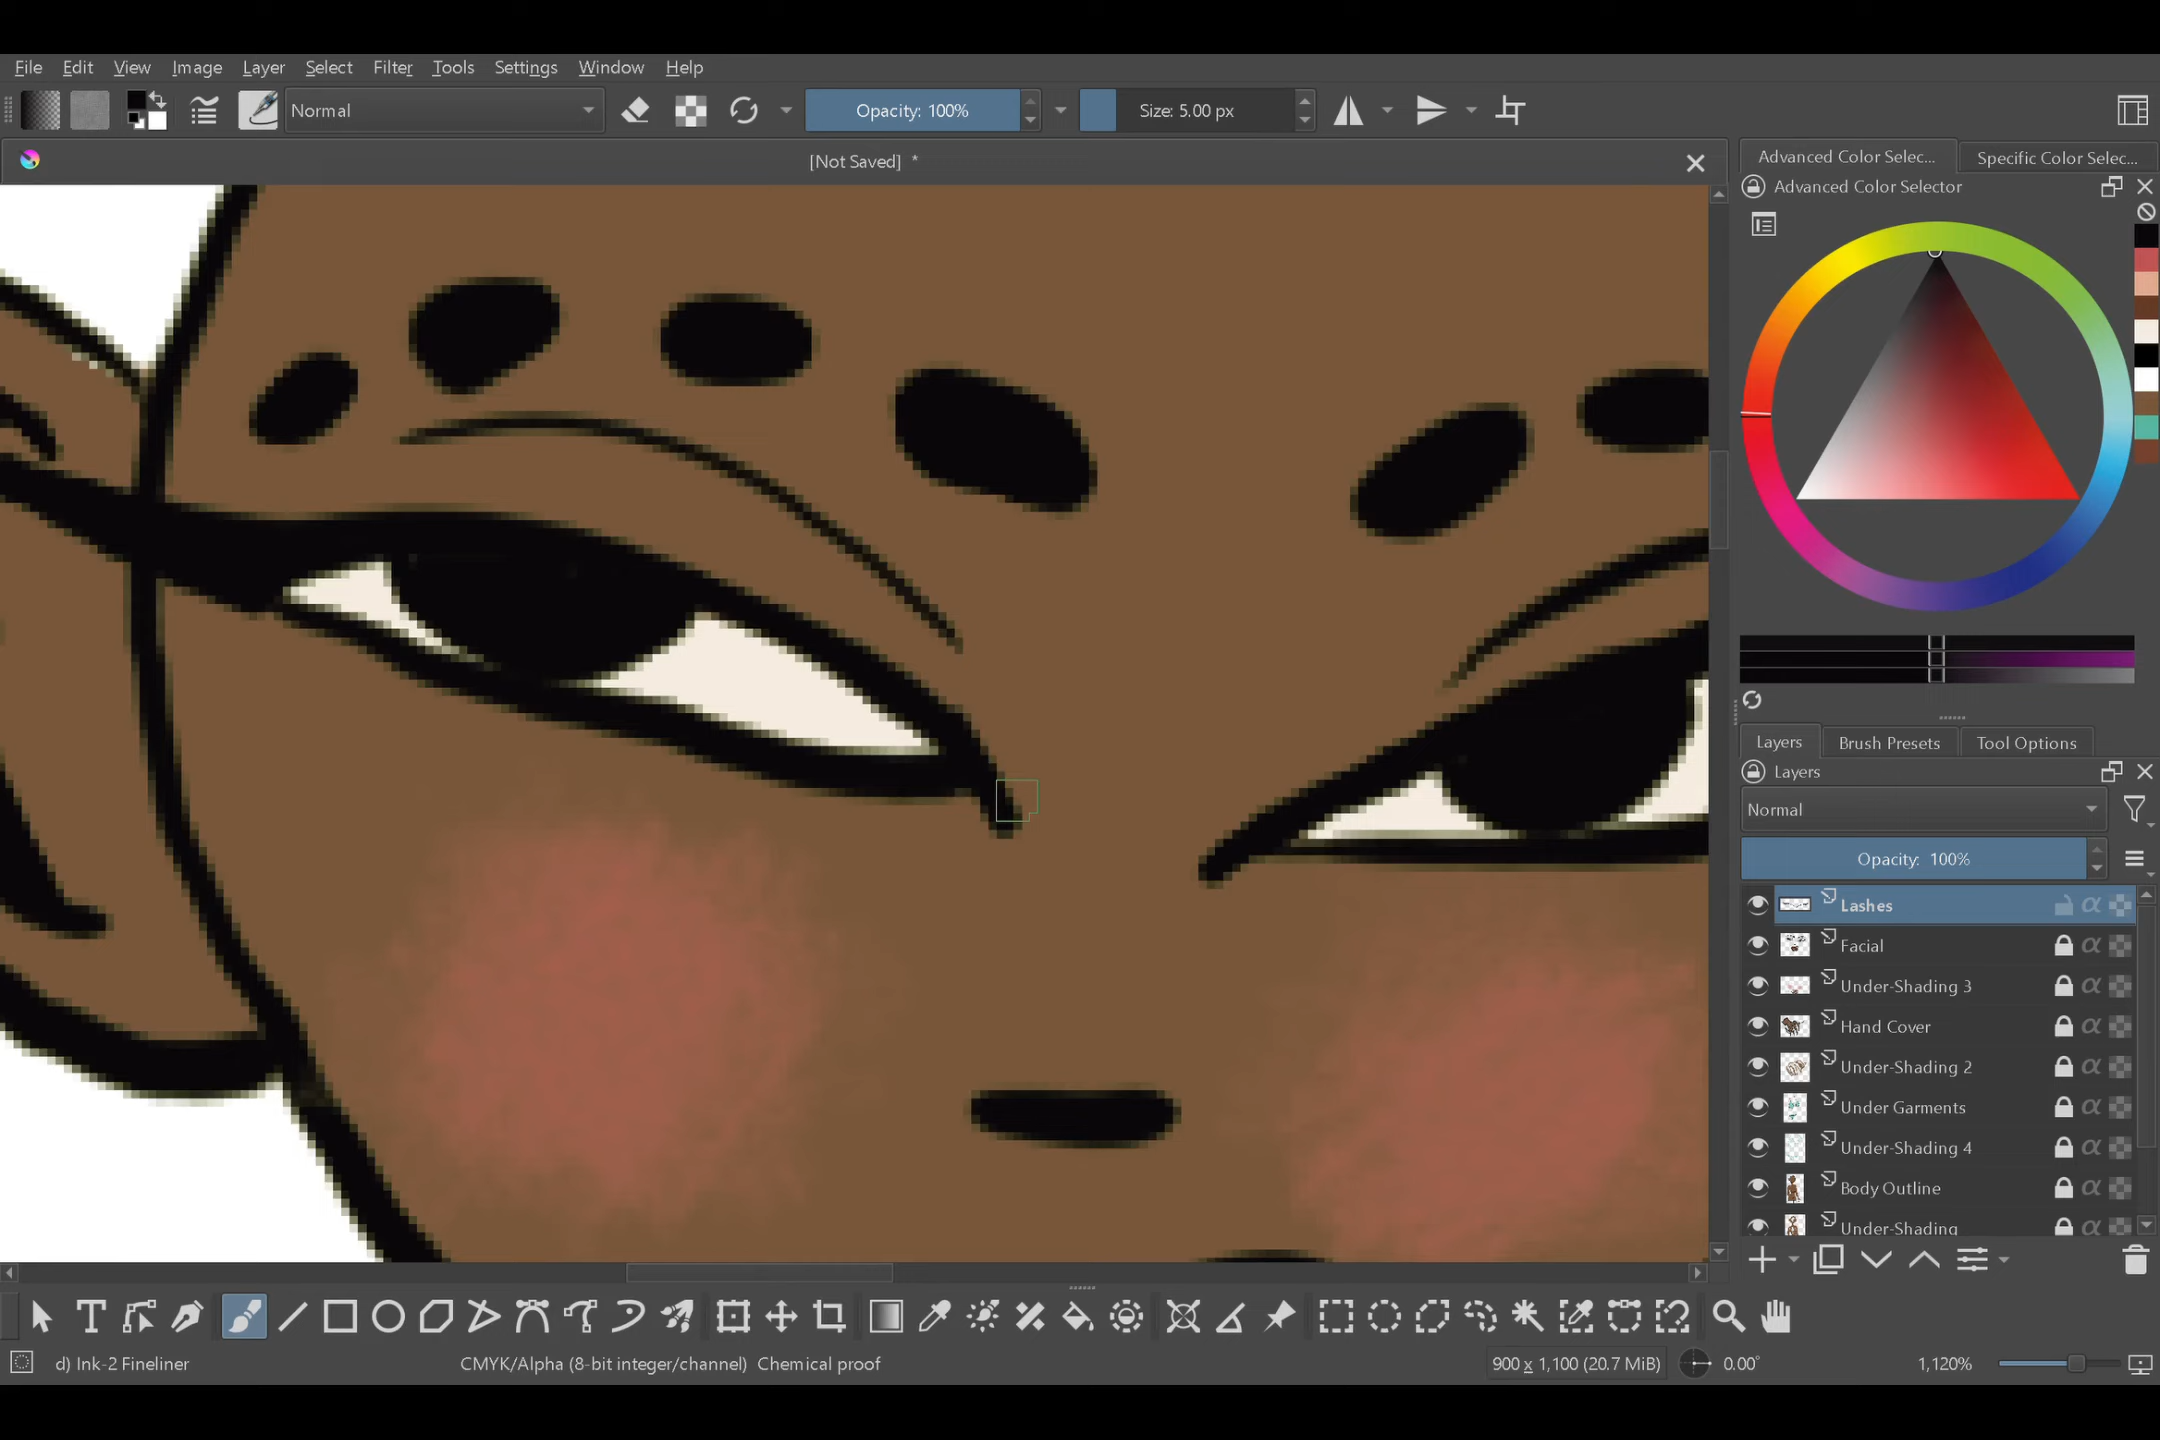 File Edit View Image Layer Select Filter Tools Settings Window Help
Normal Opacity: 100% Size: 5.00 px
[Not Saved] *
Advanced Color Selec... Specific Color Selec...
Advanced Color Selector
Layers Brush Presets Tool Options
Layers
Normal
Opacity: 100%
Lashes
Facial
Under-Shading 3
Hand Cover
Under-Shading 2
Under Garments
Under-Shading 4
Body Outline
Under-Shading
d) Ink-2 Fineliner CMYK/Alpha (8-bit integer/channel) Chemical proof 900 x 1,100 (20.7 MiB) 0.00° 1,120%